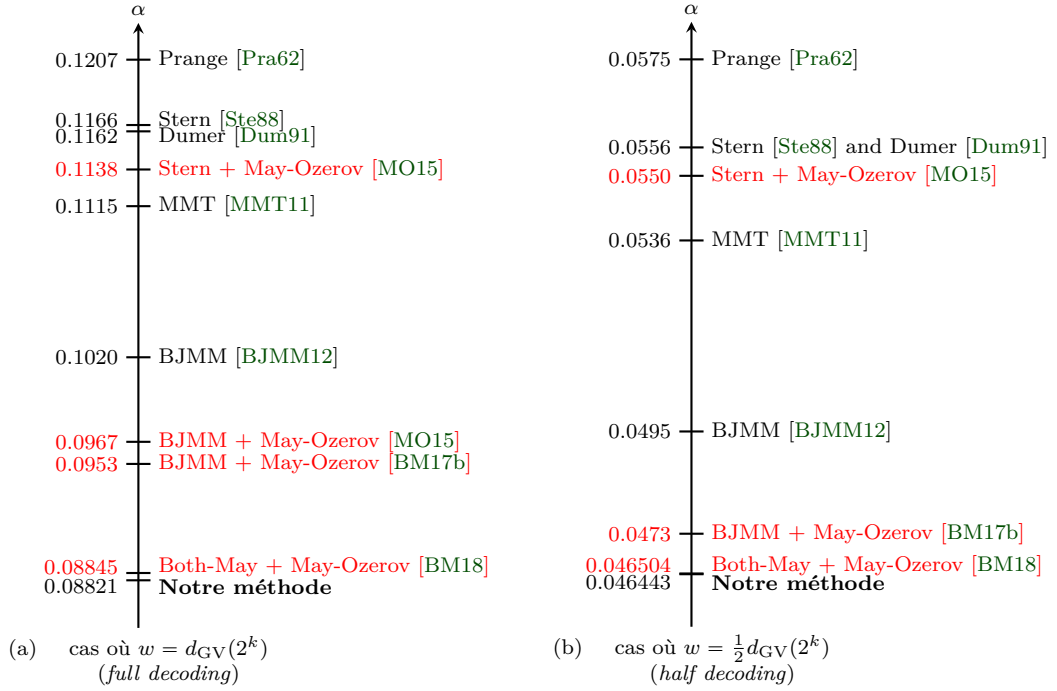 α
0.1207 Prange [Pra62]
0.1166 Stern [Ste88]
0.1162 Dumer [Dum91]
0.1138 Stern + May-Ozerov [MO15]
0.1115 MMT [MMT11]
0.1020 BJMM [BJMM12]
0.0967 BJMM + May-Ozerov [MO15]
0.0953 BJMM + May-Ozerov [BM17b]
0.08845 Both-May + May-Ozerov [BM18]
0.08821 Notre méthode
(a) cas où w = d_GV(2^k)
(full decoding)
α
0.0575 Prange [Pra62]
0.0556 Stern [Ste88] and Dumer [Dum91]
0.0550 Stern + May-Ozerov [MO15]
0.0536 MMT [MMT11]
0.0495 BJMM [BJMM12]
0.0473 BJMM + May-Ozerov [BM17b]
0.046504 Both-May + May-Ozerov [BM18]
0.046443 Notre méthode
(b) cas où w = 1/2 d_GV(2^k)
(half decoding)